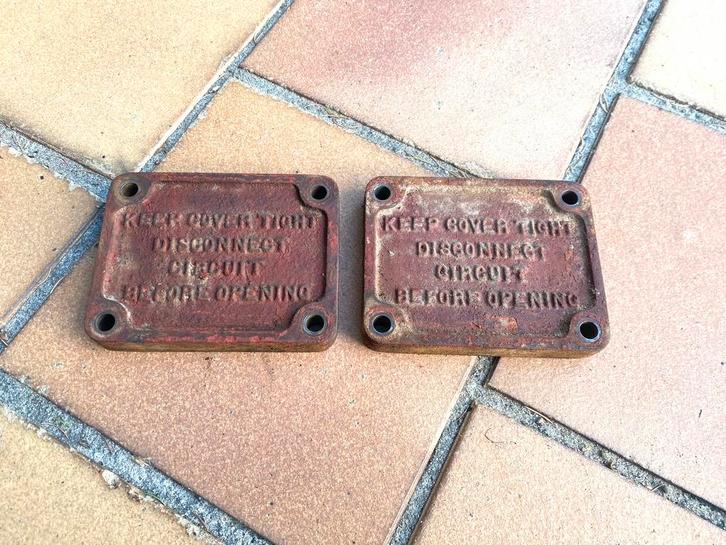 KEEP COVER TIGHT
DISCONNECT
CIRCUIT
BEFORE OPENING
KEEP COVER TIGHT
DISCONNECT
CIRCUIT
BEFORE OPENING